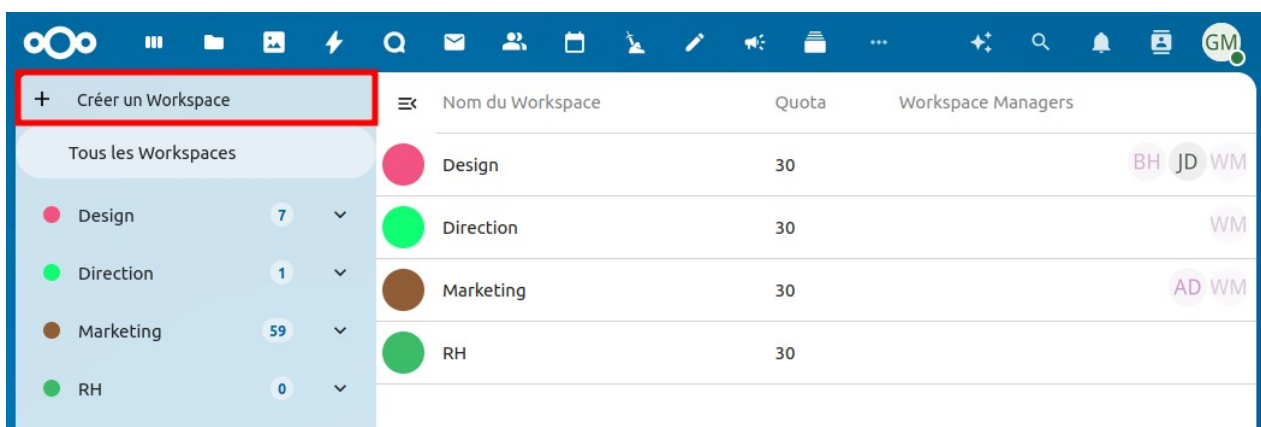 GM
Créer un Workspace
Tous les Workspaces
Design 7
Direction 1
Marketing 59
RH 0
Nom du Workspace Quota Workspace Managers
Design 30 BH JD WM
Direction 30 WM
Marketing 30 AD WM
RH 30